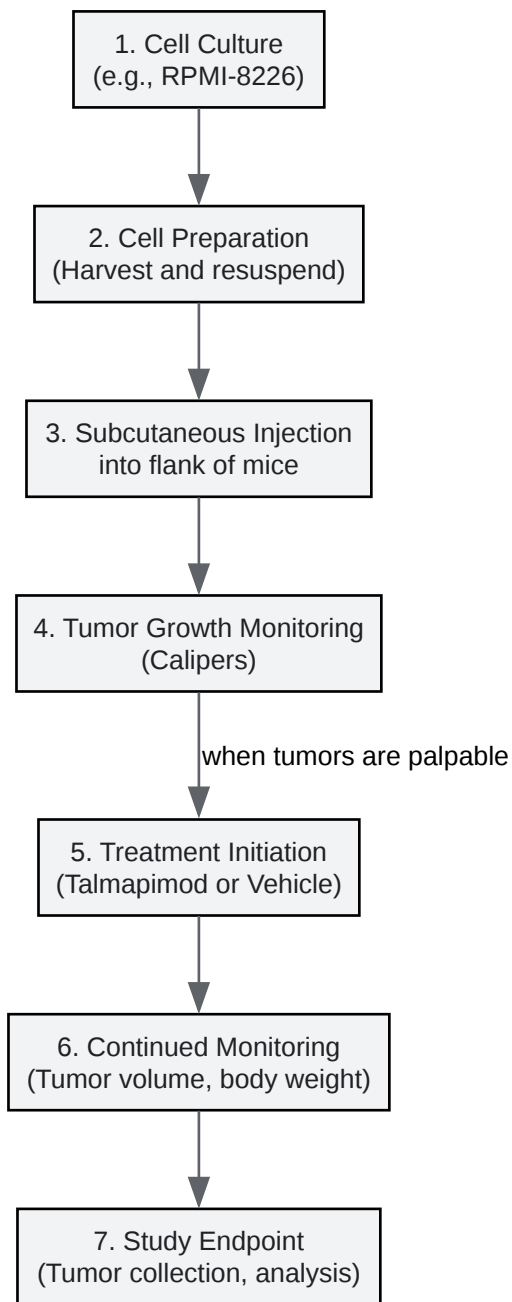 1. Cell Culture
(e.g., RPMI-8226)
2. Cell Preparation
(Harvest and resuspend)
3. Subcutaneous Injection
into flank of mice
4. Tumor Growth Monitoring
(Calipers)
when tumors are palpable
5. Treatment Initiation
(Talmapimod or Vehicle)
6. Continued Monitoring
(Tumor volume, body weight)
7. Study Endpoint
(Tumor collection, analysis)